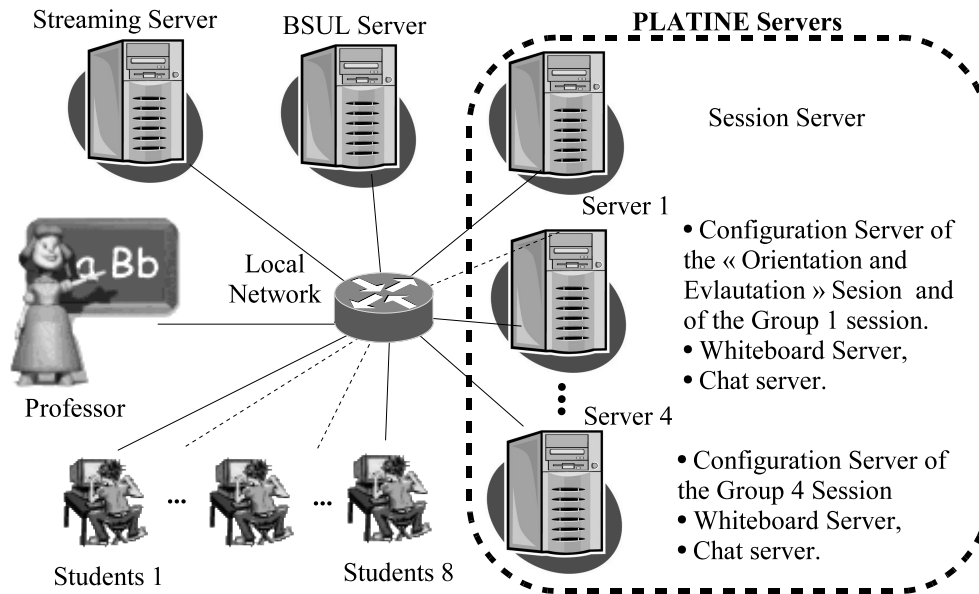 Streaming Server
BSUL Server
PLATINE Servers
Session Server
Server 1
• Configuration Server of
the « Orientation and
Evlautation » Sesion and
of the Group 1 session.
• Whiteboard Server,
• Chat server.
a Bb
Local
Network
Professor
Server 4
• Configuration Server of
the Group 4 Session
• Whiteboard Server,
• Chat server.
...
...
Students 1
Students 8